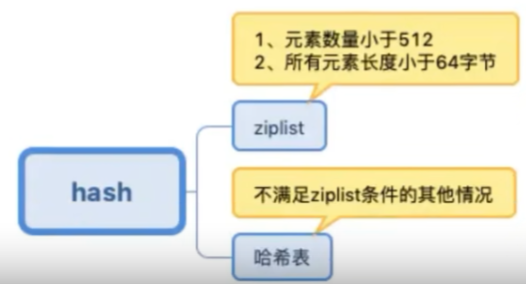 1、元素数量小于512
2、所有元素长度小于64字节
ziplist
hash
不满足ziplist条件的其他情况
哈希表